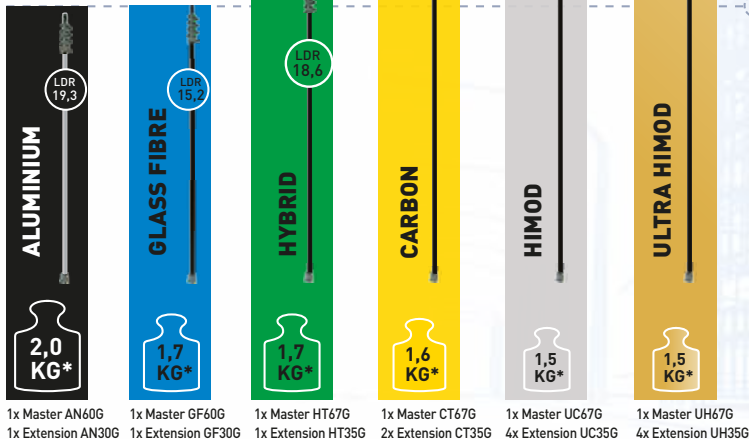 LDR
19,3
LDR
15,2
LDR
18,6
ALUMINIUM
GLASS FIBRE
HYBRID
CARBON
HIMOD
ULTRA HIMOD
2,0
KG*
1,7
KG*
1,7
KG*
1,6
KG*
1,5
KG*
1,5
KG*
1x Master AN60G
1x Extension AN30G
1x Master GF60G
1x Extension GF30G
1x Master HT67G
1x Extension HT35G
1x Master CT67G
2x Extension CT35G
1x Master UC67G
4x Extension UC35G
1x Master UH67G
4x Extension UH35G